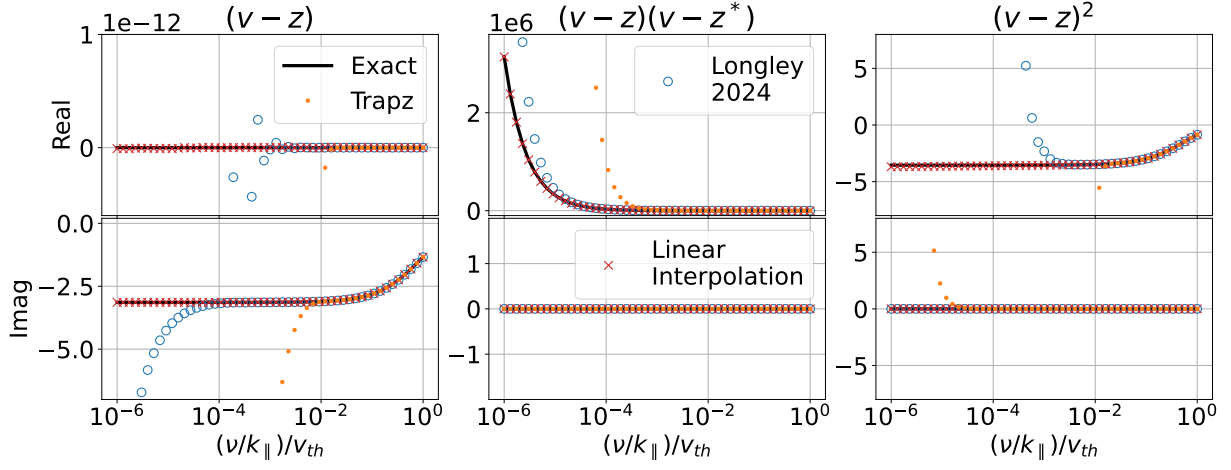 (v − z)
(v − z)(v − z*)
(v − z)²
1e−12
1e6
Real
1
0
Exact
Trapz
2
0
Longley
2024
5
0
−5
Imag
0.0
−2.5
−5.0
1
0
−1
Linear
Interpolation
5
0
−5
10⁻⁶ 10⁻⁴ 10⁻² 10⁰
10⁻⁶ 10⁻⁴ 10⁻² 10⁰
10⁻⁶ 10⁻⁴ 10⁻² 10⁰
(ν/k∥)/vth
(ν/k∥)/vth
(ν/k∥)/vth